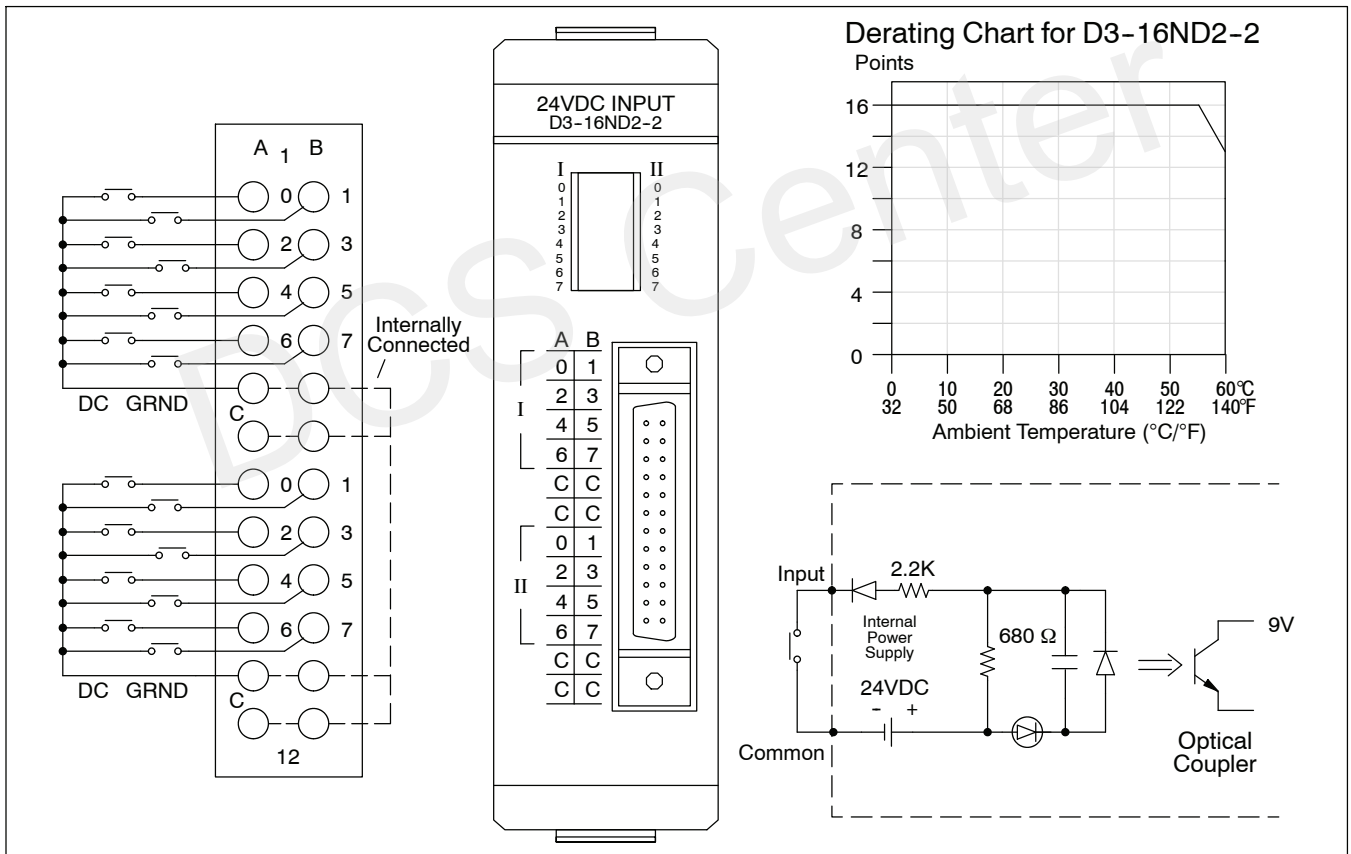 A 1 B
0 1
2 3
4 5
6 7
Internally
Connected
DC GRND
C
0 1
2 3
4 5
6 7
DC GRND
C
12
24VDC INPUT
D3-16ND2-2
I II
0 0
1 1
2 2
3 3
4 4
5 5
6 6
7 7
A B
I
0 1
2 3
4 5
6 7
C C
C C
II
0 1
2 3
4 5
6 7
C C
C C
Derating Chart for D3-16ND2-2
Points
16
12
8
4
0
0 10 20 30 40 50 60°C
32 50 68 86 104 122 140°F
Ambient Temperature (°C/°F)
Input
2.2K
Internal
Power
Supply
680 Ω
9V
24VDC
- +
Common
Optical
Coupler
DCS Center